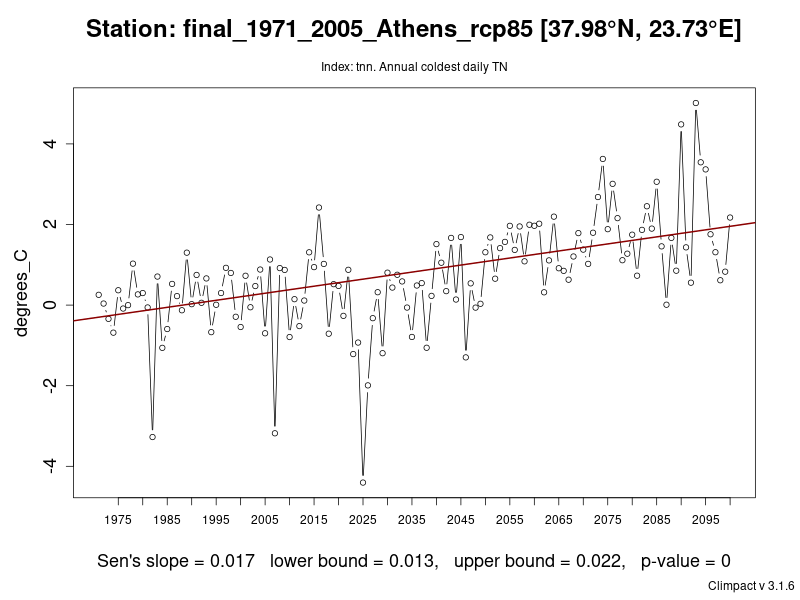 Station: final_1971_2005_Athens_rcp85 [37.98°N, 23.73°E]
Index: tnn. Annual coldest daily TN
degrees_C
4
2
0
-2
-4
1975 1985 1995 2005 2015 2025 2035 2045 2055 2065 2075 2085 2095
Sen's slope = 0.017   lower bound = 0.013,   upper bound = 0.022,   p-value = 0
Climpact v 3.1.6